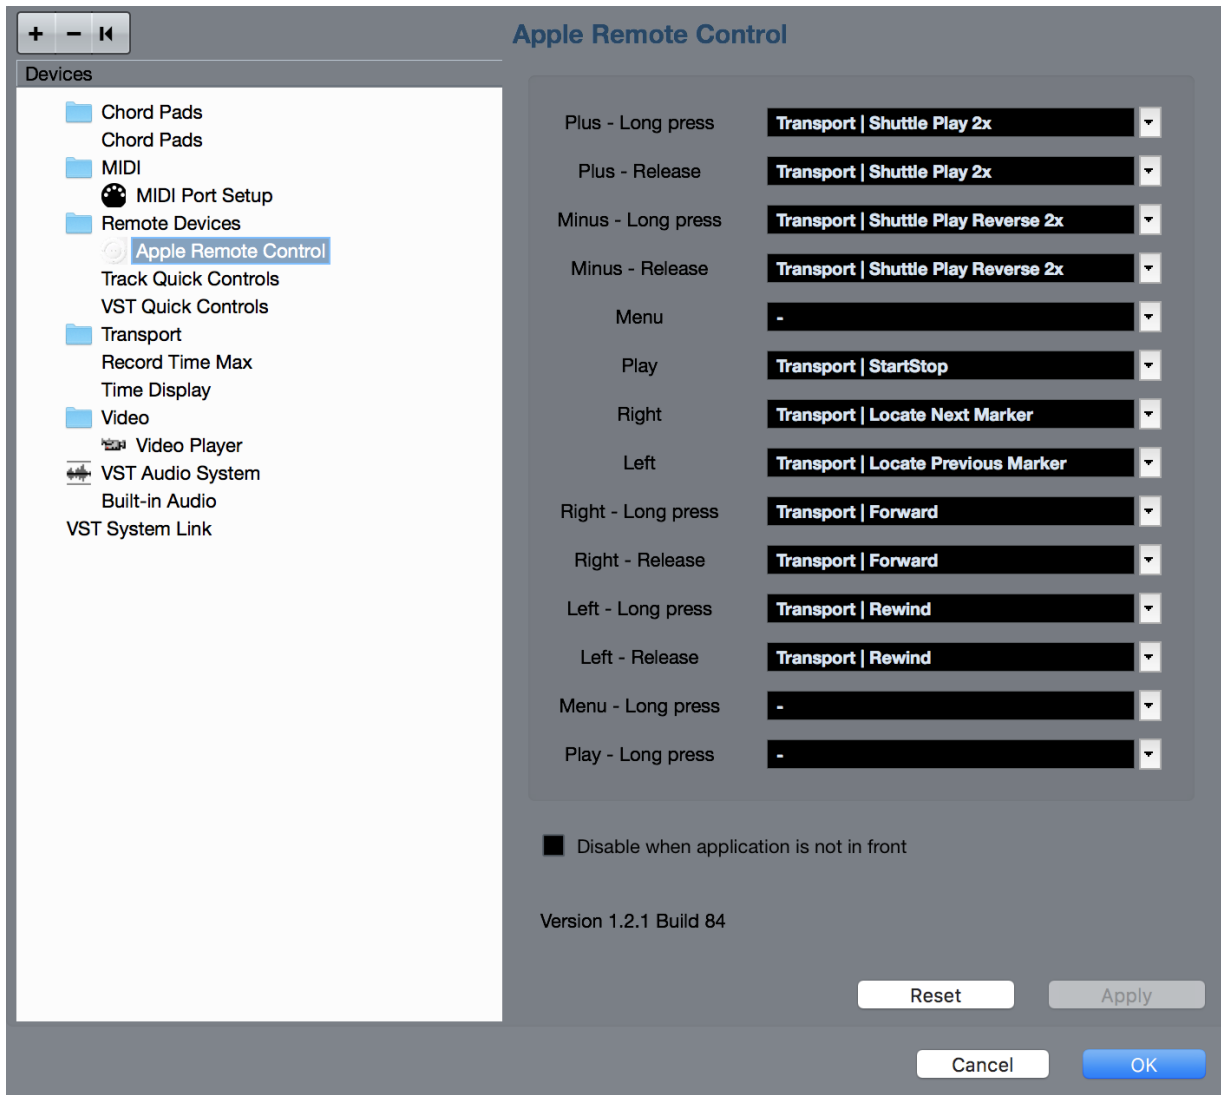 Apple Remote Control
Devices
Chord Pads
Chord Pads
MIDI
MIDI Port Setup
Remote Devices
Apple Remote Control
Track Quick Controls
VST Quick Controls
Transport
Record Time Max
Time Display
Video
Video Player
VST Audio System
Built-in Audio
VST System Link
Plus - Long press Transport | Shuttle Play 2x
Plus - Release Transport | Shuttle Play 2x
Minus - Long press Transport | Shuttle Play Reverse 2x
Minus - Release Transport | Shuttle Play Reverse 2x
Menu -
Play Transport | StartStop
Right Transport | Locate Next Marker
Left Transport | Locate Previous Marker
Right - Long press Transport | Forward
Right - Release Transport | Forward
Left - Long press Transport | Rewind
Left - Release Transport | Rewind
Menu - Long press -
Play - Long press -
Disable when application is not in front
Version 1.2.1 Build 84
Reset Apply
Cancel OK